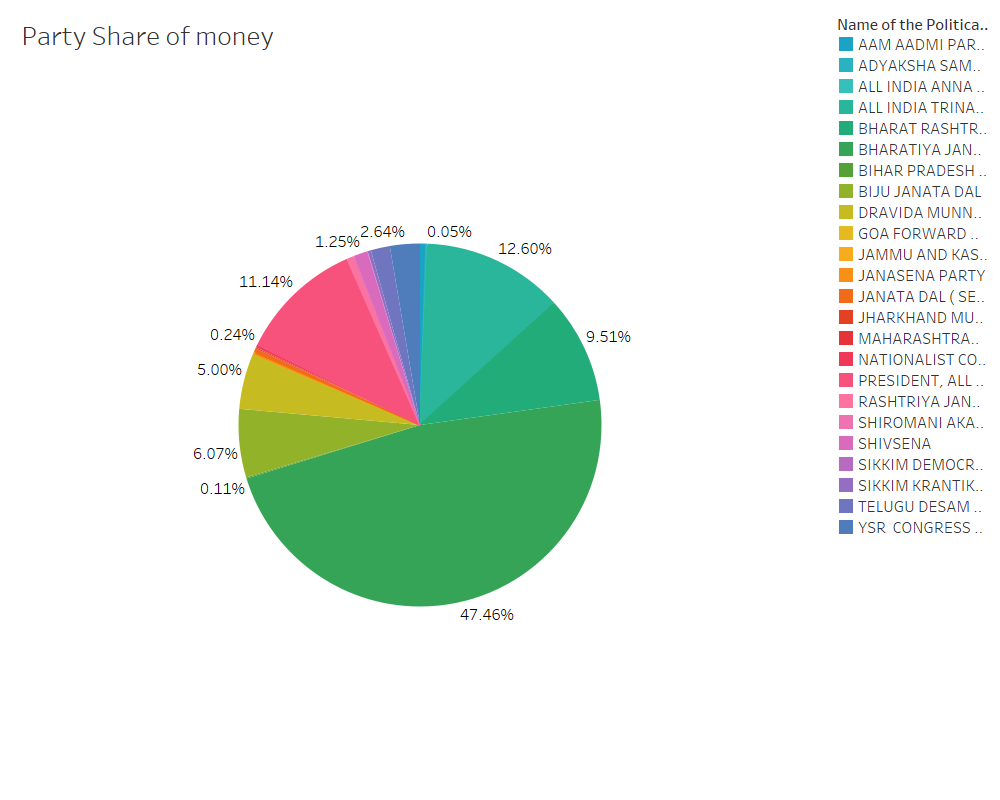 Party Share of money
Name of the Politica..
AAM AADMI PAR..
ADYAKSHA SAM..
ALL INDIA ANNA ..
ALL INDIA TRINA..
BHARAT RASHTR..
BHARATIYA JAN..
BIHAR PRADESH ..
BIJU JANATA DAL
DRAVIDA MUNN..
GOA FORWARD ..
JAMMU AND KAS..
JANASENA PARTY
JANATA DAL ( SE..
JHARKHAND MU..
MAHARASHTRA..
NATIONALIST CO..
PRESIDENT, ALL ..
RASHTRIYA JAN..
SHIROMANI AKA..
SHIVSENA
SIKKIM DEMOCR..
SIKKIM KRANTIK..
TELUGU DESAM ..
YSR  CONGRESS ..
2.64%
0.05%
1.25%
12.60%
11.14%
0.24%
9.51%
5.00%
6.07%
0.11%
47.46%